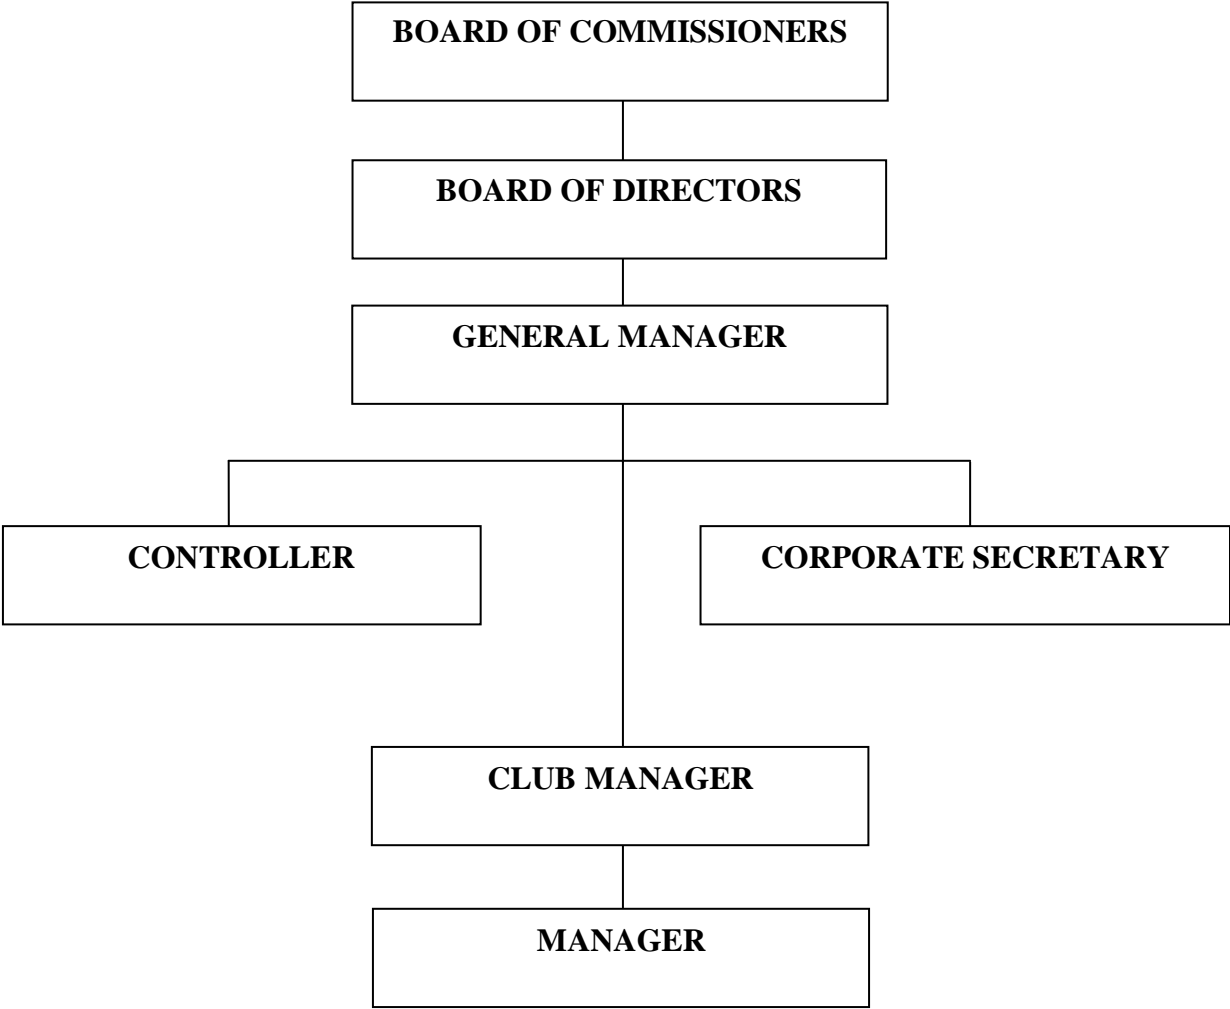 BOARD OF COMMISSIONERS
BOARD OF DIRECTORS
GENERAL MANAGER
CONTROLLER
CORPORATE SECRETARY
CLUB MANAGER
MANAGER